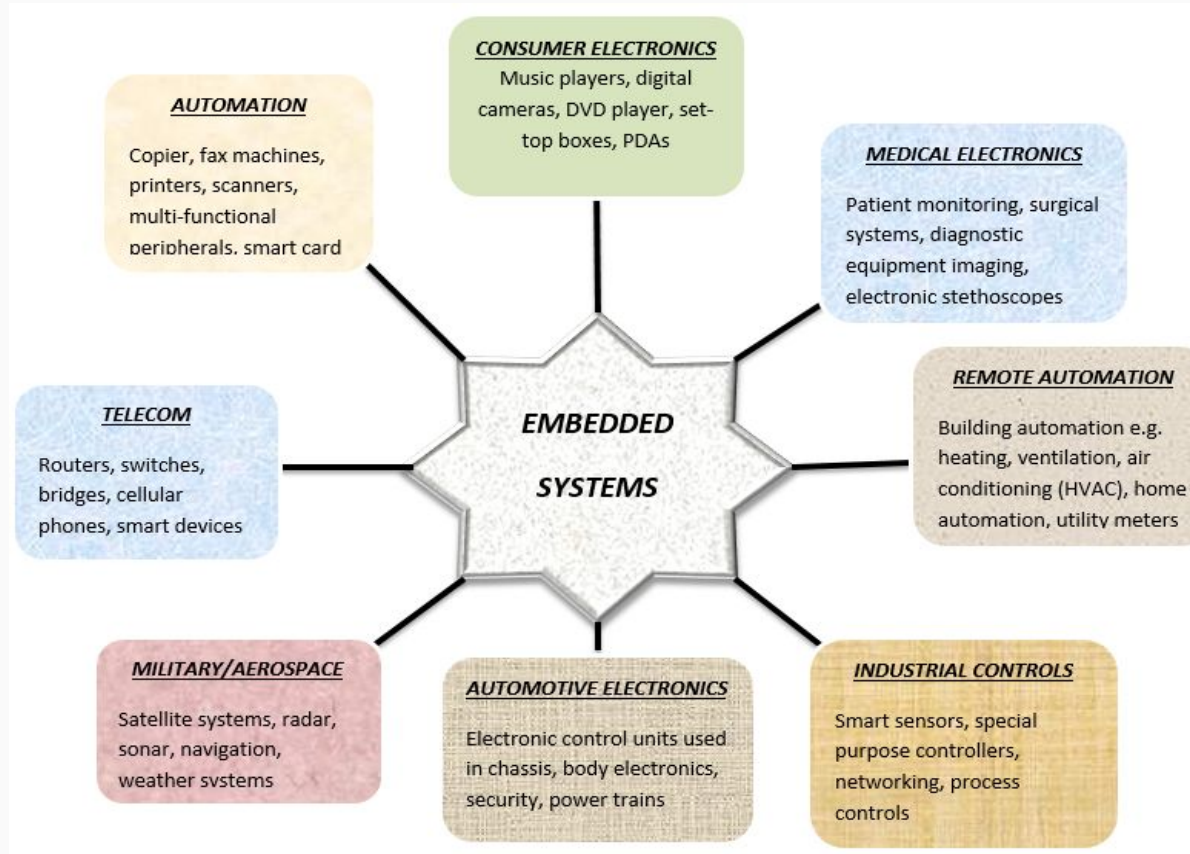 CONSUMER ELECTRONICS
Music players, digital
cameras, DVD player, set-
top boxes, PDAs
AUTOMATION
Copier, fax machines,
printers, scanners,
multi-functional
peripherals, smart card
MEDICAL ELECTRONICS
Patient monitoring, surgical
systems, diagnostic
equipment imaging,
electronic stethoscopes
REMOTE AUTOMATION
Building automation e.g.
heating, ventilation, air
conditioning (HVAC), home
automation, utility meters
TELECOM
Routers, switches,
bridges, cellular
phones, smart devices
EMBEDDED
SYSTEMS
MILITARY/AEROSPACE
Satellite systems, radar,
sonar, navigation,
weather systems
AUTOMOTIVE ELECTRONICS
Electronic control units used
in chassis, body electronics,
security, power trains
INDUSTRIAL CONTROLS
Smart sensors, special
purpose controllers,
networking, process
controls